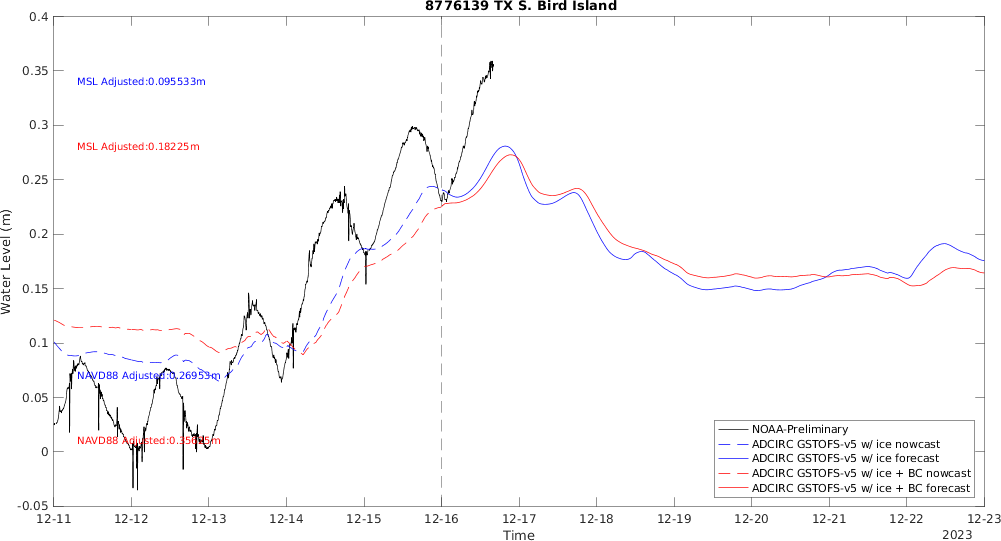 8776139 TX S. Bird Island
0.4
0.35
0.3
0.25
0.2
0.15
0.1
0.05
0
-0.05
Water Level (m)
MSL Adjusted:0.095533m
MSL Adjusted:0.18225m
NAVD88 Adjusted:0.26953m
NAVD88
NOAA-Preliminary
ADCIRC GSTOFS-v5 w/ ice nowcast
ADCIRC GSTOFS-v5 w/ ice forecast
ADCIRC GSTOFS-v5 w/ ice + BC nowcast
ADCIRC GSTOFS-v5 w/ ice + BC forecast
12-11 12-12 12-13 12-14 12-15 12-16 12-17 12-18 12-19 12-20 12-21 12-22 12-23
Time
2023